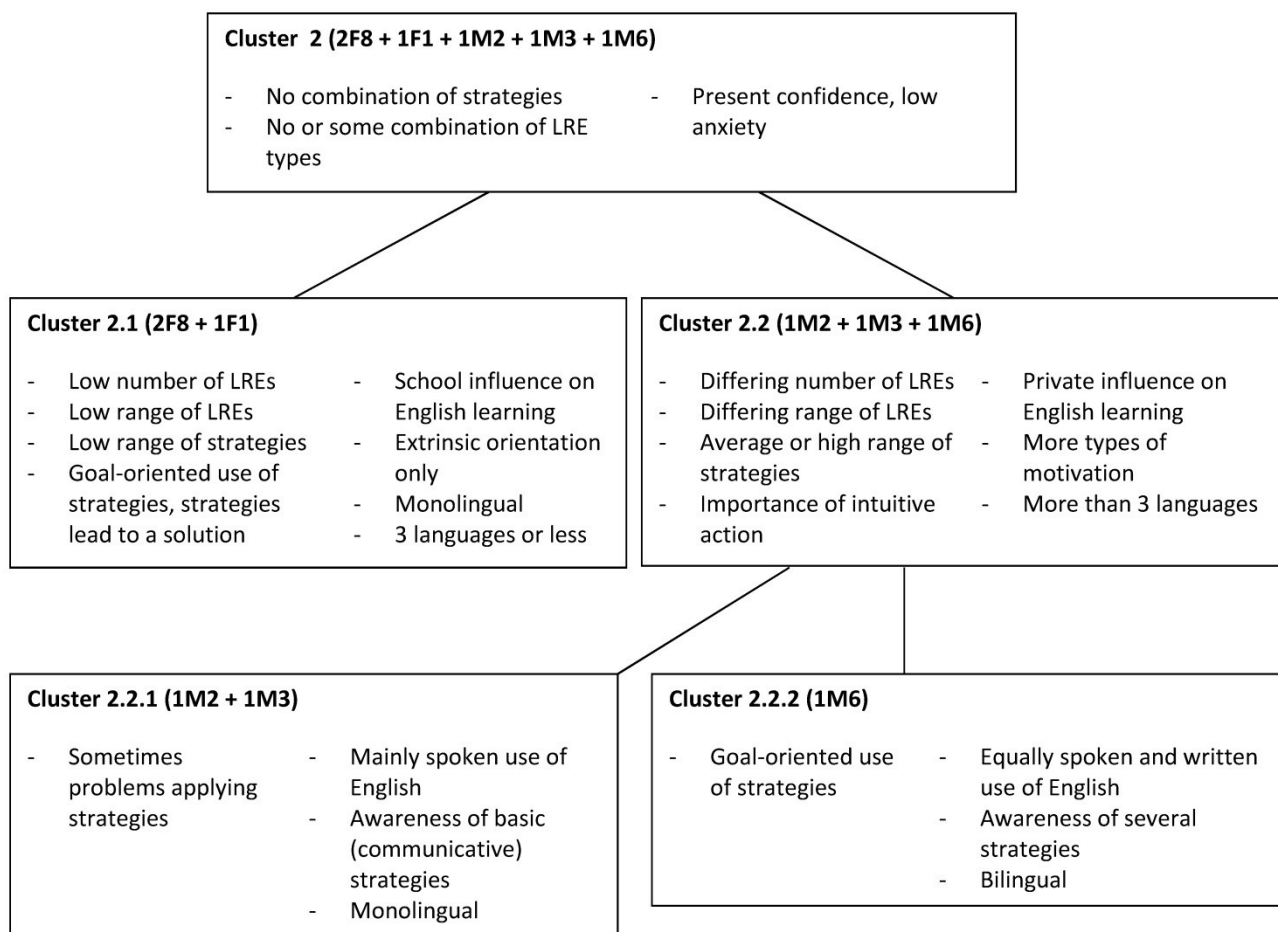 Cluster 2 (2F8 + 1F1 + 1M2 + 1M3 + 1M6)
- No combination of strategies
- No or some combination of LRE
types
- Present confidence, low
anxiety
Cluster 2.1 (2F8 + 1F1)
- Low number of LREs
- Low range of LREs
- Low range of strategies
- Goal-oriented use of
strategies, strategies
lead to a solution
- School influence on
English learning
- Extrinsic orientation
only
- Monolingual
- 3 languages or less
Cluster 2.2 (1M2 + 1M3 + 1M6)
- Differing number of LREs
- Differing range of LREs
- Average or high range of
strategies
- Importance of intuitive
action
- Private influence on
English learning
- More types of
motivation
- More than 3 languages
Cluster 2.2.1 (1M2 + 1M3)
- Sometimes
problems applying
strategies
- Mainly spoken use of
English
- Awareness of basic
(communicative)
strategies
- Monolingual
Cluster 2.2.2 (1M6)
- Goal-oriented use
of strategies
- Equally spoken and written
use of English
- Awareness of several
strategies
- Bilingual